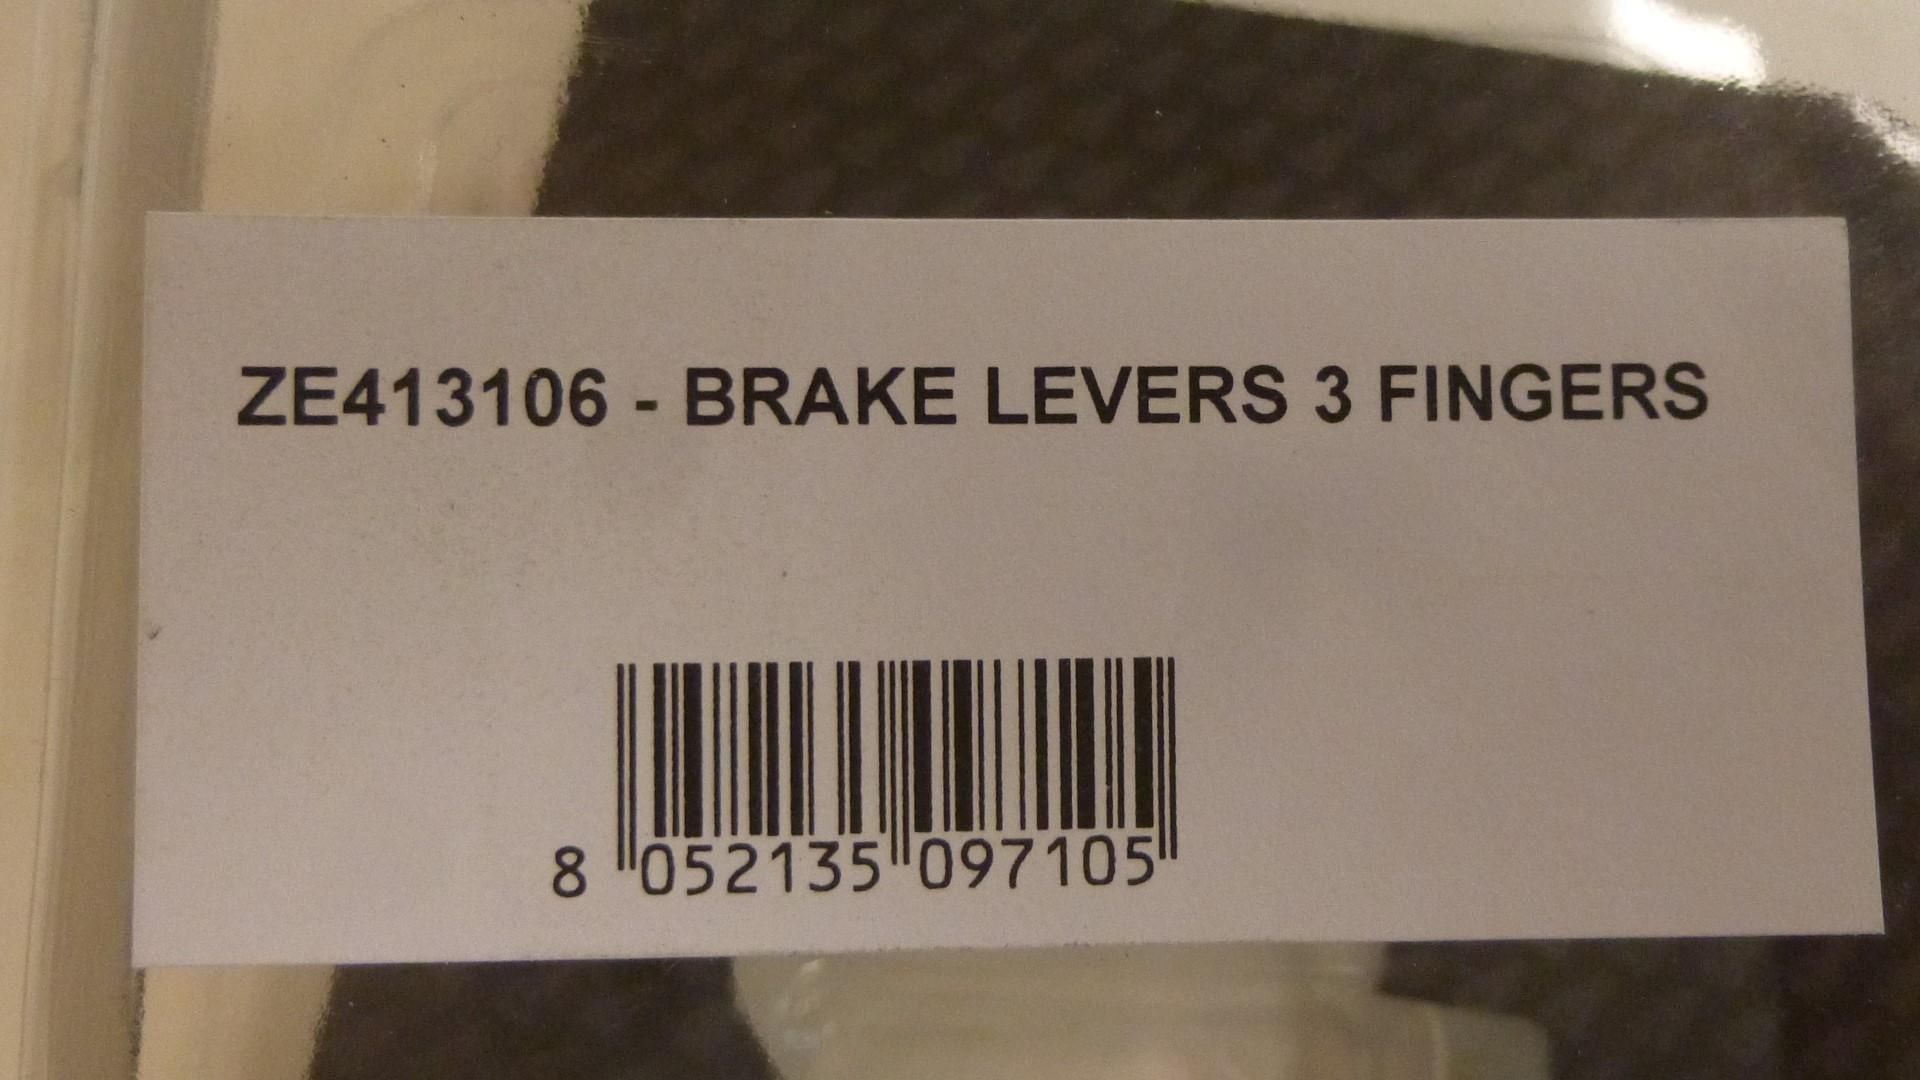 ZE413106 - BRAKE LEVERS 3 FINGERS
8 052135 097105